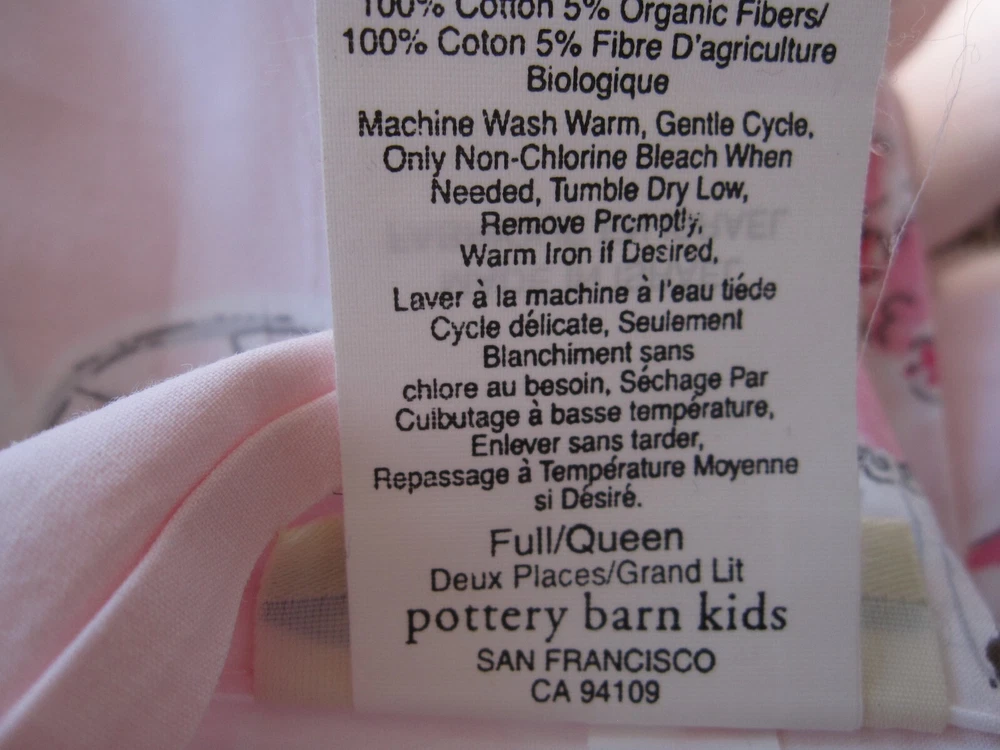 100% Cotton 5% Organic Fibers/
100% Coton 5% Fibre D'agriculture
Biologique
Machine Wash Warm, Gentle Cycle,
Only Non-Chlorine Bleach When
Needed, Tumble Dry Low,
Remove Prcmptly,
Warm Iron if Desired,
Laver à la machine à l'eau tiéde
Cycle délicate, Seulement
Blanchiment sans
chlore au besoin, Séchage Par
Culbutage à basse température,
Enlever sans tarder,
Repassage à Température Moyenne
si Désiré.
Full/Queen
Deux Places/Grand Lit
pottery barn kids
SAN FRANCISCO
CA 94109